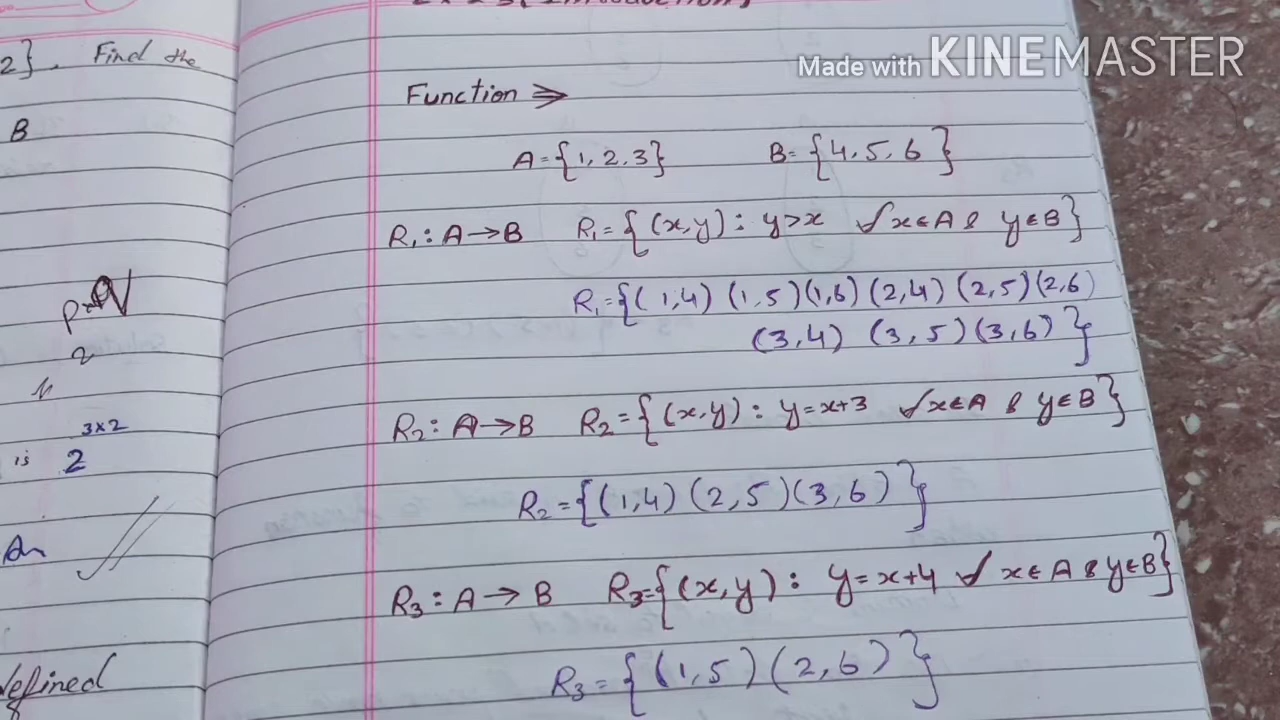 2}. Find the
B
3×2
is 2
An
defined
Made with KINEMASTER
Function ⇒
A={1, 2, 3} B={4, 5, 6}
R₁ : A → B R₁={(x,y) : y>x ∀ x∈A & y∈B}
R₁={(1,4) (1,5) (1,6) (2,4) (2,5) (2,6)
(3,4) (3,5) (3,6)}
R₂ : A → B R₂={(x,y) : y=x+3 ∀ x∈A & y∈B}
R₂={(1,4) (2,5) (3,6)}
R₃ : A → B R₃={(x,y) : y=x+4 ∀ x∈A & y∈B}
R₃={(1,5) (2,6)}